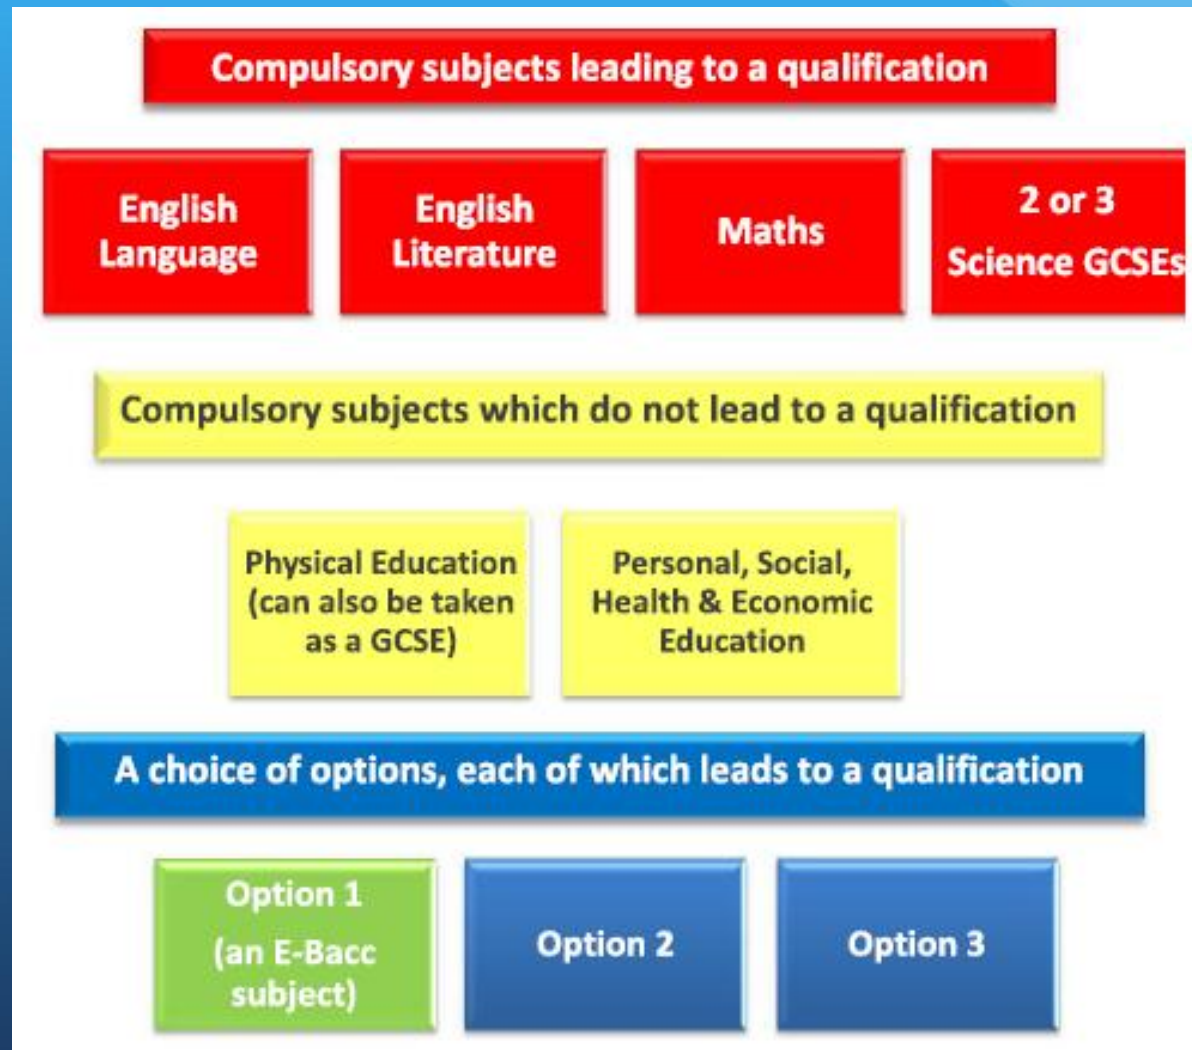 Compulsory subjects leading to a qualification
English
Language
English
Literature
Maths
2 or 3
Science GCSEs
Compulsory subjects which do not lead to a qualification
Physical Education
(can also be taken
as a GCSE)
Personal, Social,
Health & Economic
Education
A choice of options, each of which leads to a qualification
Option 1
(an E-Bacc
subject)
Option 2
Option 3